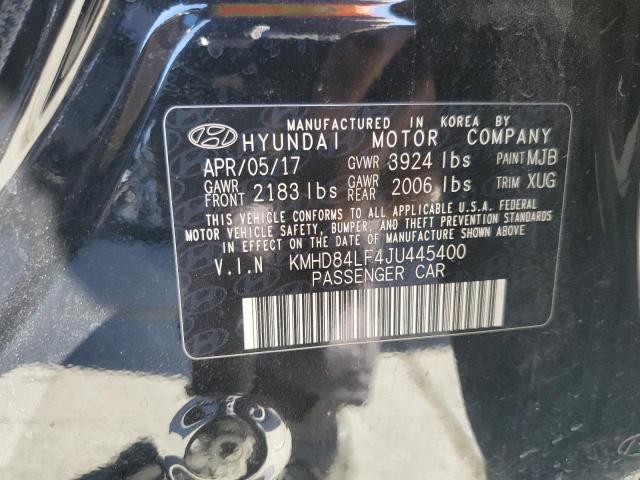 MANUFACTURED IN KOREA BY
HYUNDAI MOTOR COMPANY
APR/05/17 GVWR 3924 lbs PAINT MJB
GAWR FRONT 2183 lbs GAWR REAR 2006 lbs TRIM XUG
THIS VEHICLE CONFORMS TO ALL APPLICABLE U.S.A. FEDERAL
MOTOR VEHICLE SAFETY, BUMPER, AND THEFT PREVENTION STANDARDS
IN EFFECT ON THE DATE OF MANUFACTURE SHOWN ABOVE.
V.I.N KMHD84LF4JU445400
PASSENGER CAR